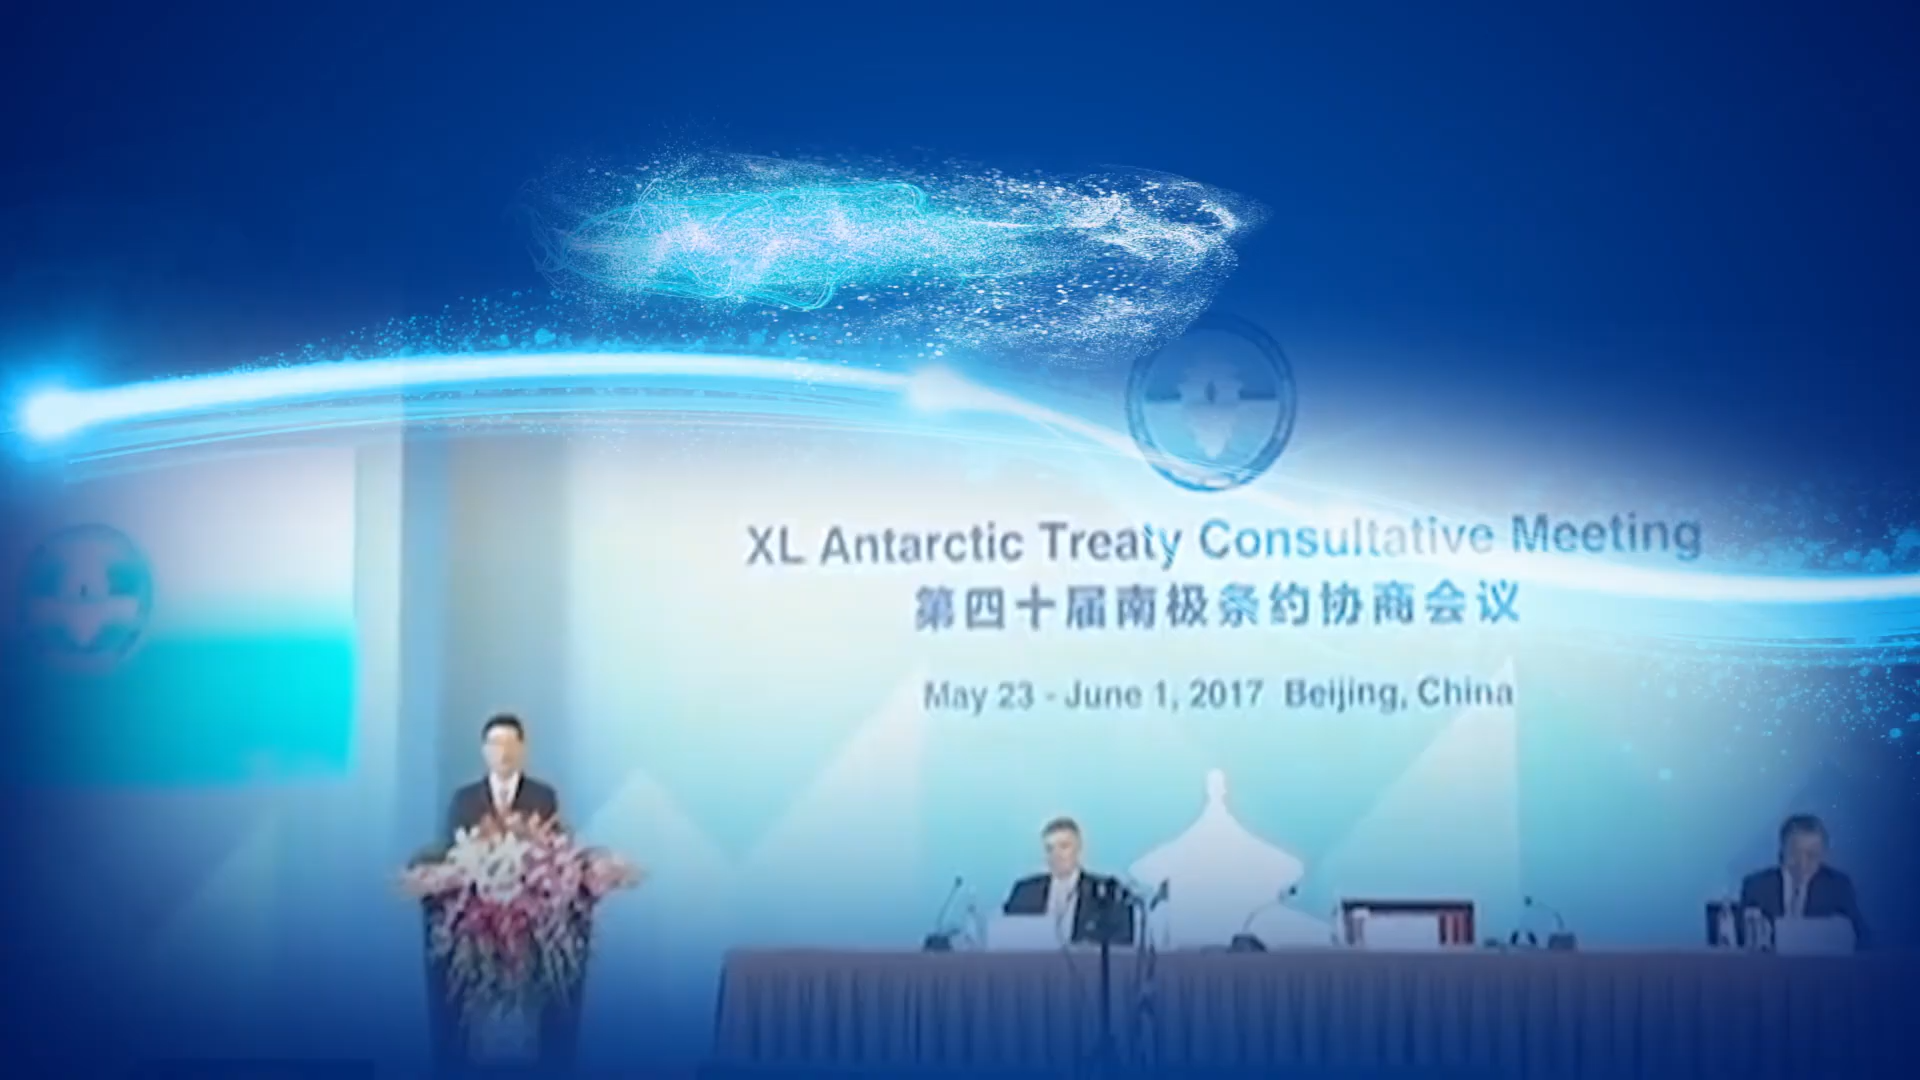 XL Antarctic Treaty Consultative Meeting
第四十届南极条约协商会议
May 23 - June 1, 2017 Beijing, China